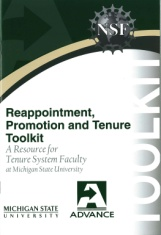 NSF
Reappointment,
Promotion and Tenure
Toolkit
A Resource for
Tenure System Faculty
at Michigan State University
TOOLKIT
MICHIGAN STATE
UNIVERSITY
A
ADVANCE